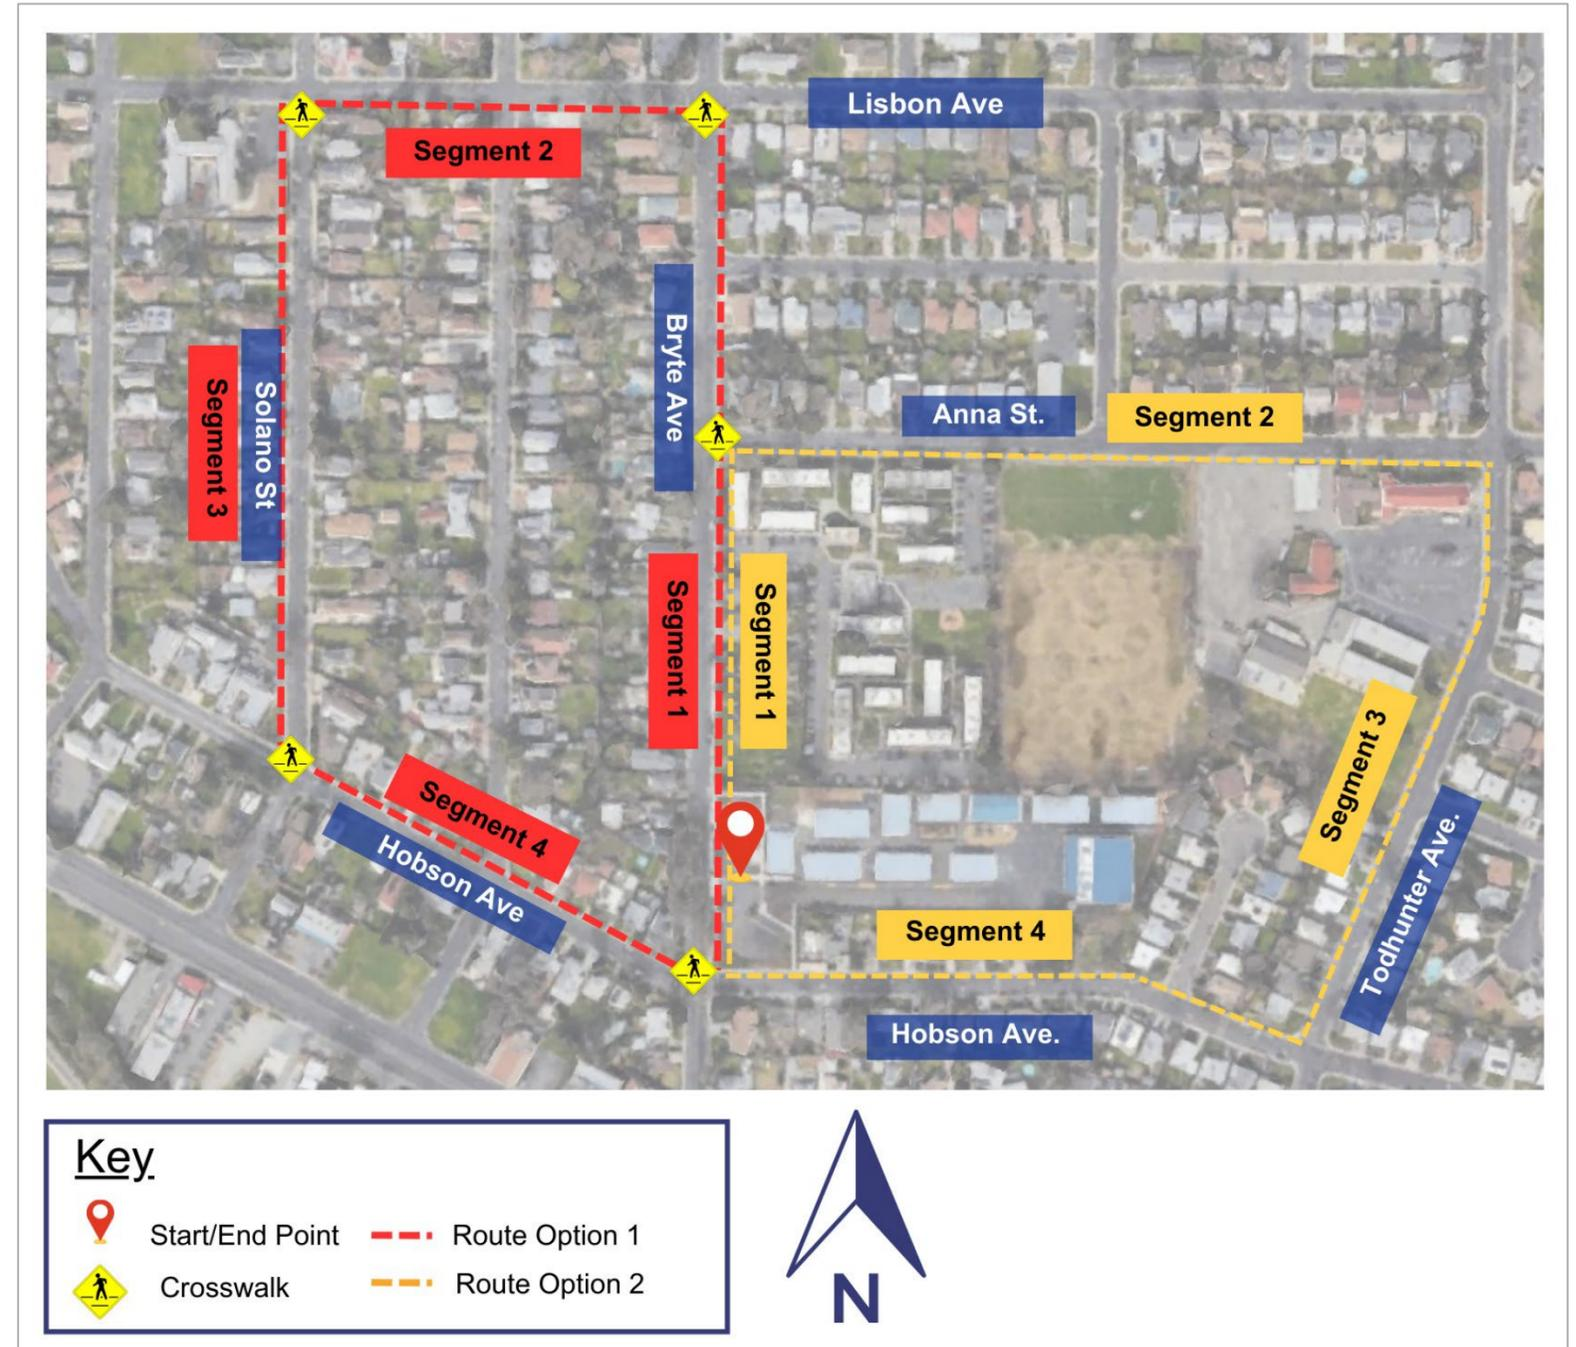 Lisbon Ave
Segment 2
Bryte Ave
Solano St
Segment 3
Anna St.
Segment 2
Segment 1
Segment 1
Segment 3
Segment 4
Hobson Ave
Todhunter Ave.
Segment 4
Hobson Ave.
Key
Start/End Point
Route Option 1
Crosswalk
Route Option 2
N